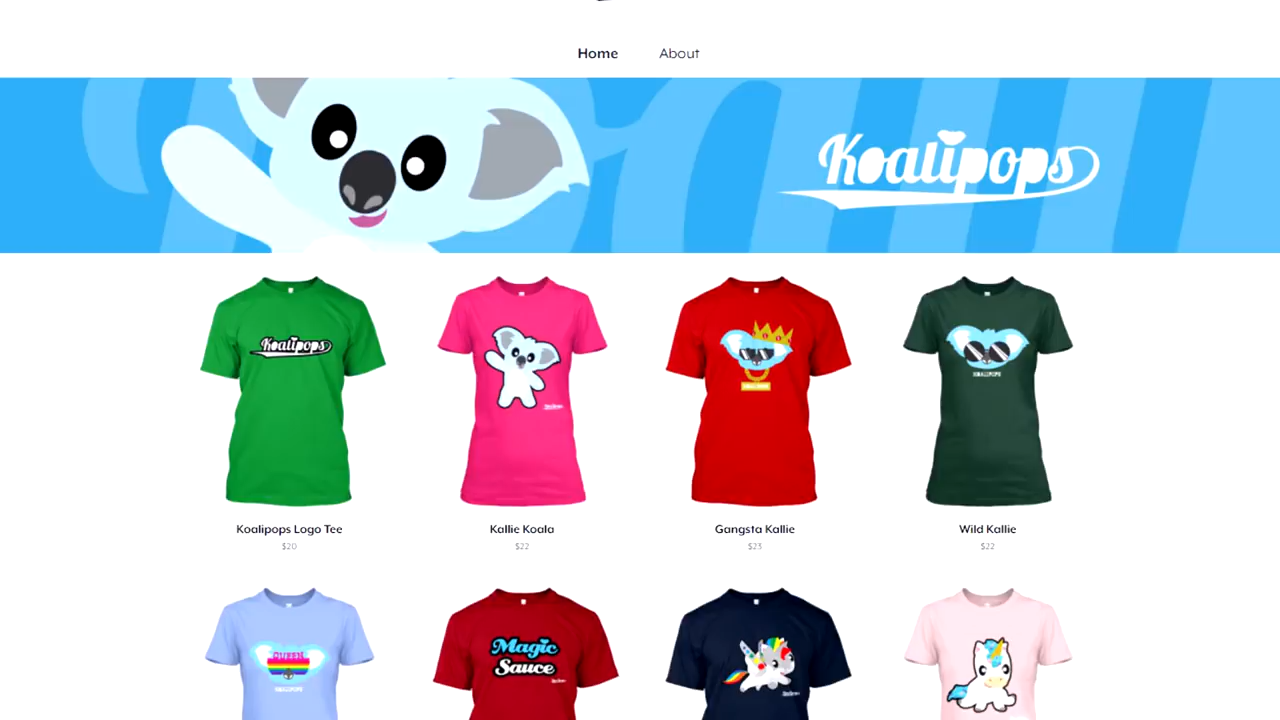 Home About
Koalipops
Koalipops
KOALIPOPS
Koalipops Logo Tee
Kallie Koala
Gangsta Kallie
Wild Kallie
$20
$22
$23
$22
QUEEN
KOALIPOPS
Magic
Sauce